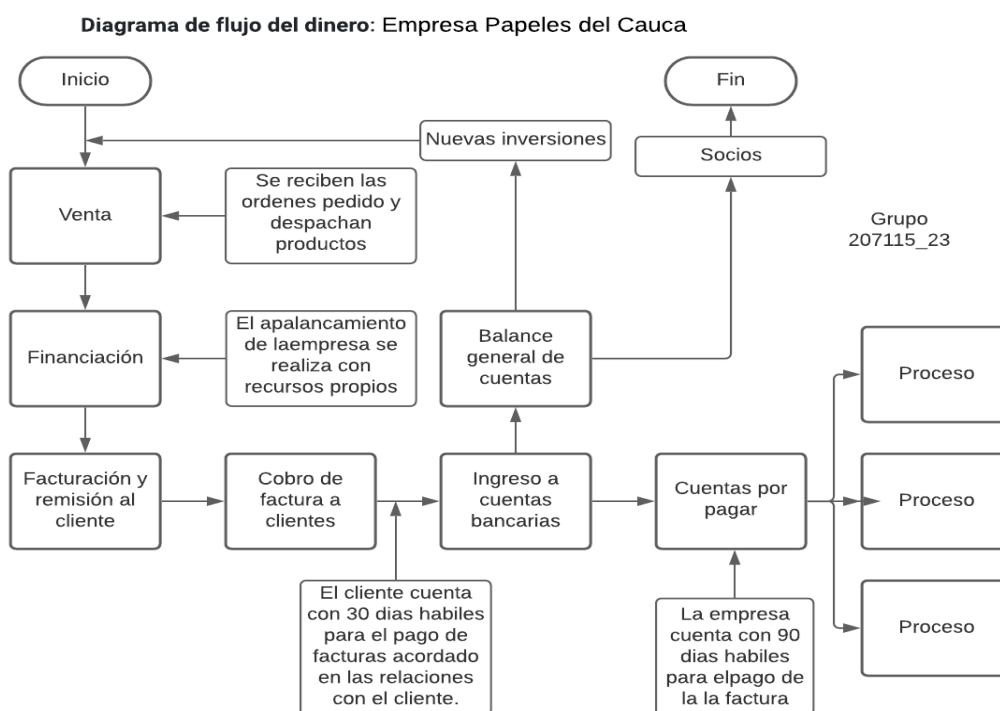 Diagrama de flujo del dinero: Empresa Papeles del Cauca
Inicio
Fin
Nuevas inversiones
Socios
Venta
Se reciben las
ordenes pedido y
despachan
productos
Grupo
207115_23
Financiación
El apalancamiento
de laempresa se
realiza con
recursos propios
Balance
general de
cuentas
Proceso
Facturación y
remisión al
cliente
Cobro de
factura a
clientes
Ingreso a
cuentas
bancarias
Cuentas por
pagar
Proceso
El cliente cuenta
con 30 dias habiles
para el pago de
facturas acordado
en las relaciones
con el cliente.
La empresa
cuenta con 90
dias habiles
para elpago de
la la factura
Proceso